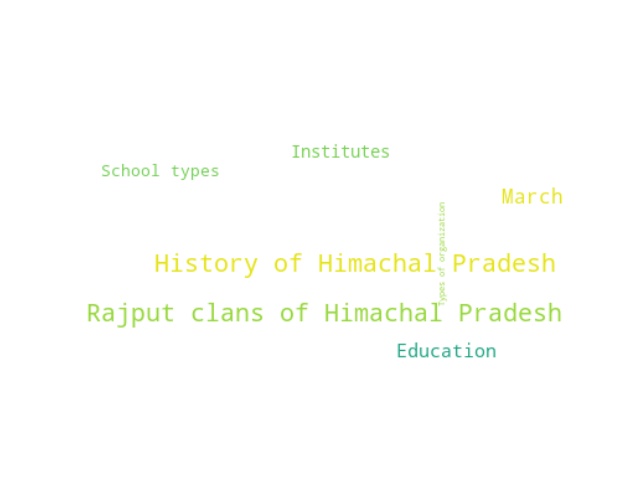 Institutes
School types
March
types of organization
History of Himachal Pradesh
Rajput clans of Himachal Pradesh
Education